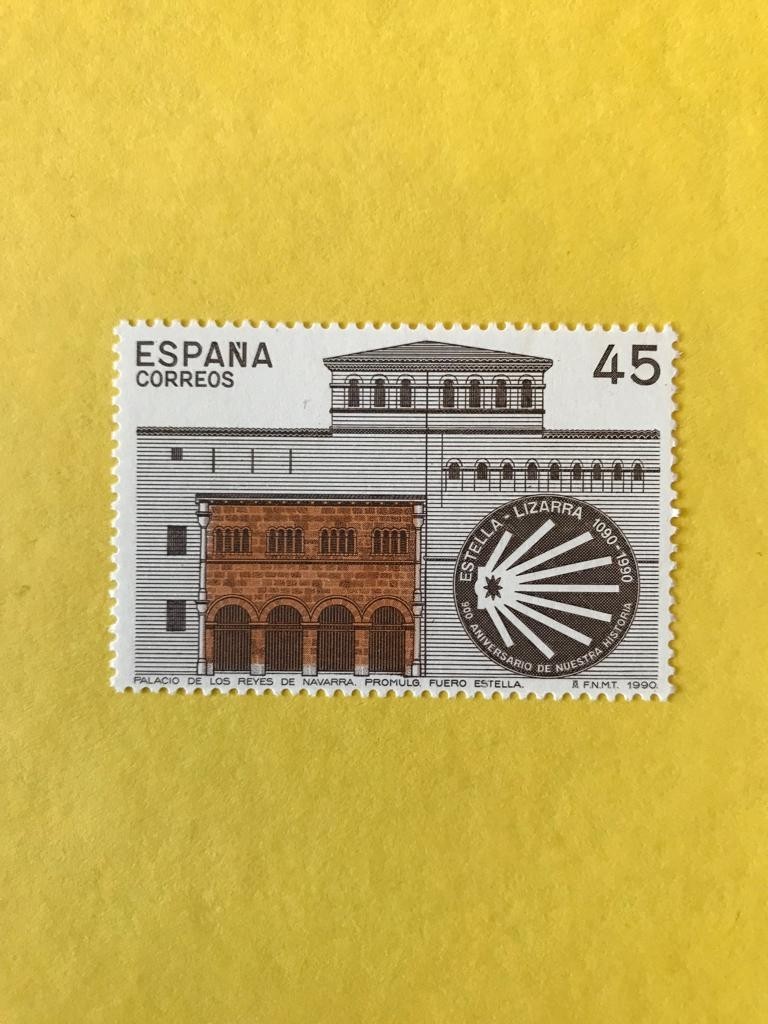 ESPAÑA
CORREOS
45
ESTELLA - LIZARRA 1090-1990
900 ANIVERSARIO DE NUESTRA HISTORIA
PALACIO DE LOS REYES DE NAVARRA. PROMULG. FUERO ESTELLA.
F.N.M.T. 1990